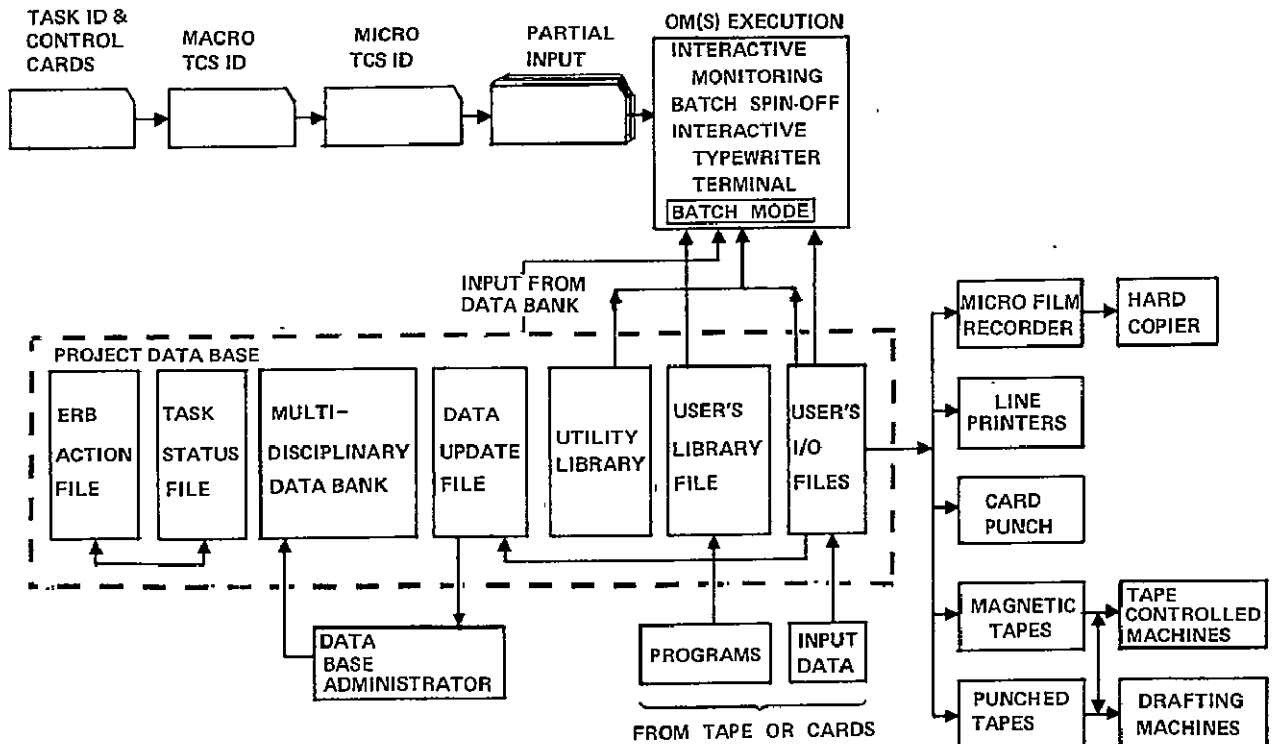 TASK ID &
CONTROL
CARDS
MACRO
TCS ID
MICRO
TCS ID
PARTIAL
INPUT
OM(S) EXECUTION
INTERACTIVE
MONITORING
BATCH SPIN-OFF
INTERACTIVE
TYPEWRITER
TERMINAL
BATCH MODE
INPUT FROM
DATA BANK
PROJECT DATA BASE
ERB
ACTION
FILE
TASK
STATUS
FILE
MULTI-
DISCIPLINARY
DATA BANK
DATA
UPDATE
FILE
UTILITY
LIBRARY
USER'S
LIBRARY
FILE
USER'S
I/O
FILES
MICRO FILM
RECORDER
HARD
COPIER
LINE
PRINTERS
CARD
PUNCH
MAGNETIC
TAPES
TAPE
CONTROLLED
MACHINES
PUNCHED
TAPES
DRAFTING
MACHINES
DATA
BASE
ADMINISTRATOR
PROGRAMS
INPUT
DATA
FROM TAPE OR CARDS